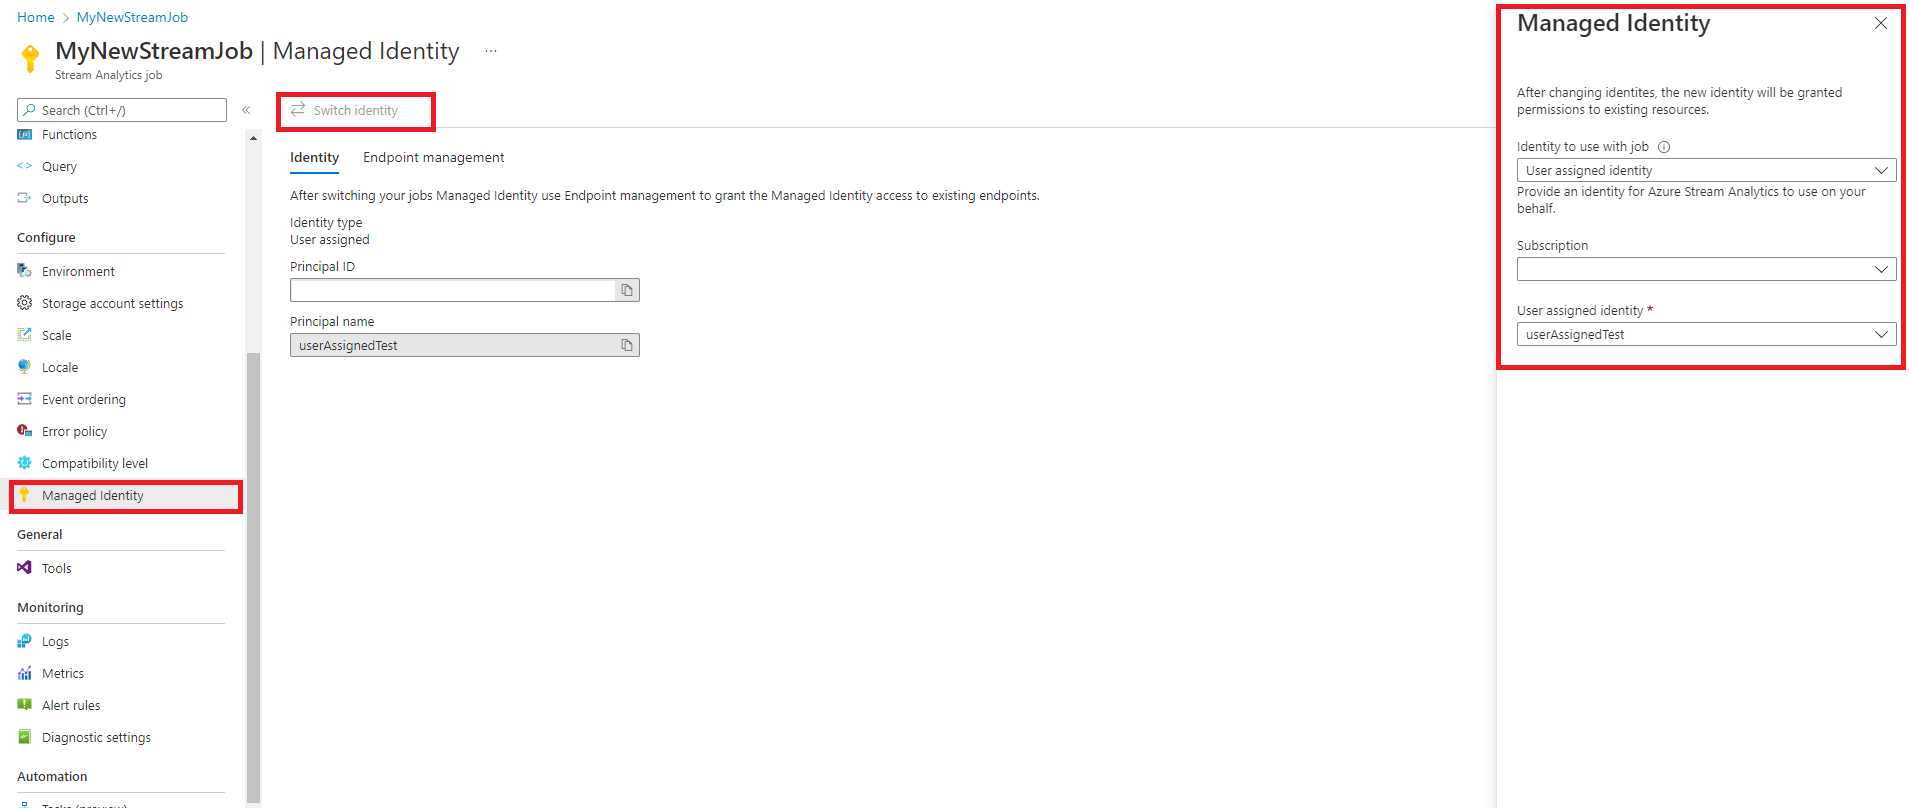 Home > MyNewStreamJob
MyNewStreamJob | Managed Identity ...
Stream Analytics job
Search (Ctrl+/)
«
Functions
Query
Outputs
Configure
Environment
Storage account settings
Scale
Locale
Event ordering
Error policy
Compatibility level
Managed Identity
General
Tools
Monitoring
Logs
Metrics
Alert rules
Diagnostic settings
Automation
Tasks (preview)
Switch identity
Identity Endpoint management
After switching your jobs Managed Identity use Endpoint management to grant the Managed Identity access to existing endpoints.
Identity type
User assigned
Principal ID
Principal name
userAssignedTest
Managed Identity
After changing identites, the new identity will be granted
permissions to existing resources.
Identity to use with job
User assigned identity
Provide an identity for Azure Stream Analytics to use on your
behalf.
Subscription
User assigned identity *
userAssignedTest